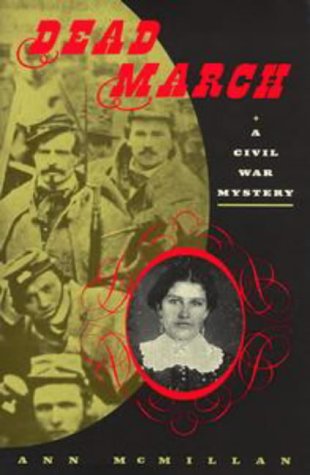 DEAD
MARCH
A
CIVIL
WAR
MYSTERY
ANN MCMILLAN